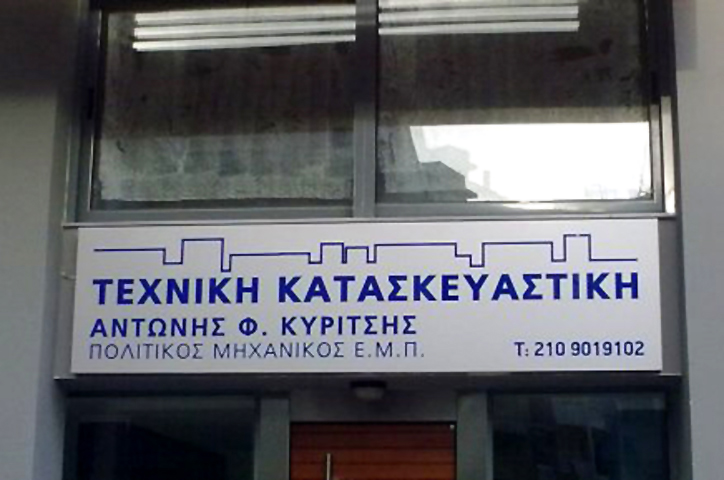 ΤΕΧΝΙΚΗ ΚΑΤΑΣΚΕΥΑΣΤΙΚΗ
ΑΝΤΩΝΗΣ Φ. ΚΥΡΙΤΣΗΣ
ΠΟΛΙΤΙΚΟΣ ΜΗΧΑΝΙΚΟΣ Ε.Μ.Π. Τ: 210 9019102